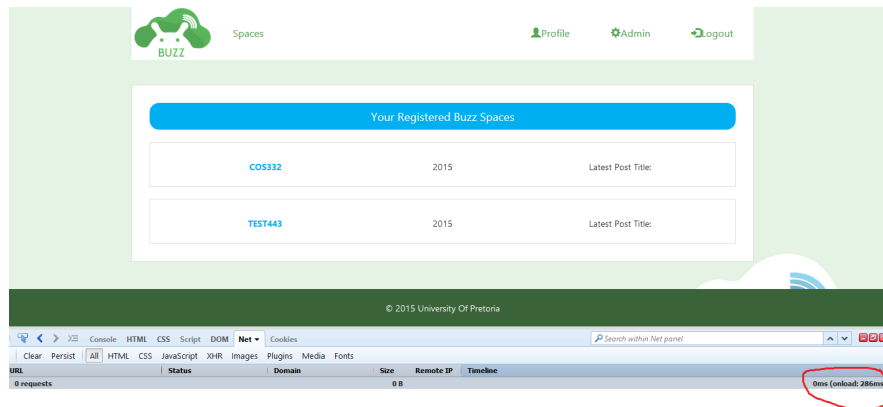 BUZZ
Spaces Profile Admin Logout
Your Registered Buzz Spaces
COS332 2015 Latest Post Title:
TEST443 2015 Latest Post Title:
© 2015 University Of Pretoria
Console HTML CSS Script DOM Net Cookies Search within Net panel
Clear Persist All HTML CSS JavaScript XHR Images Plugins Media Fonts
URL Status Domain Size Remote IP Timeline
0 requests 0 B 0ms (onload: 286ms